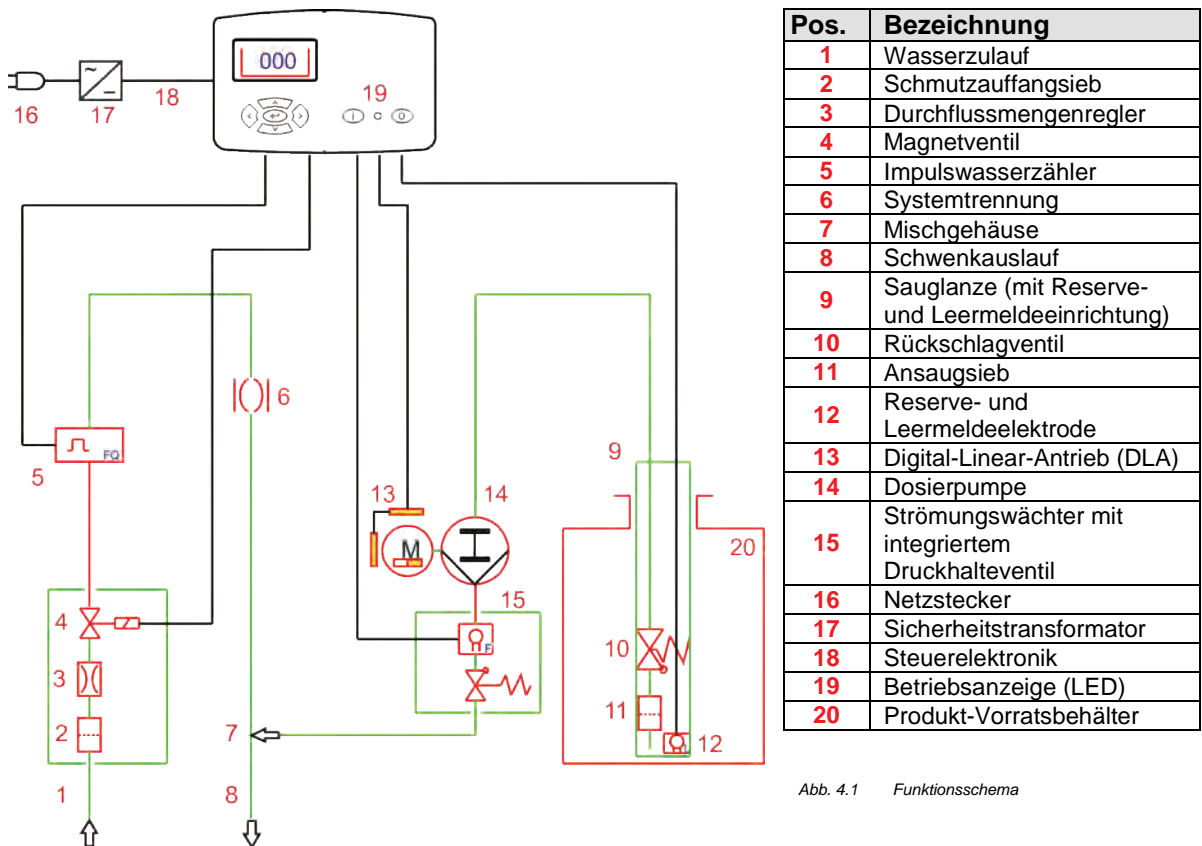 000
16
17
18
19
6
5
9
13
14
M
FQ
20
15
4
F
10
3
11
2
7
12
1
8
Pos. Bezeichnung
1 Wasserzulauf
2 Schmutzauffangsieb
3 Durchflussmengenregler
4 Magnetventil
5 Impulswasserzähler
6 Systemtrennung
7 Mischgehäuse
8 Schwenkauslauf
9 Sauglanze (mit Reserve-
und Leermeldeeinrichtung)
10 Rückschlagventil
11 Ansaugsieb
12 Reserve- und
Leermeldeelektrode
13 Digital-Linear-Antrieb (DLA)
14 Dosierpumpe
15 Strömungswächter mit
integriertem
Druckhalteventil
16 Netzstecker
17 Sicherheitstransformator
18 Steuerelektronik
19 Betriebsanzeige (LED)
20 Produkt-Vorratsbehälter
Abb. 4.1 Funktionsschema